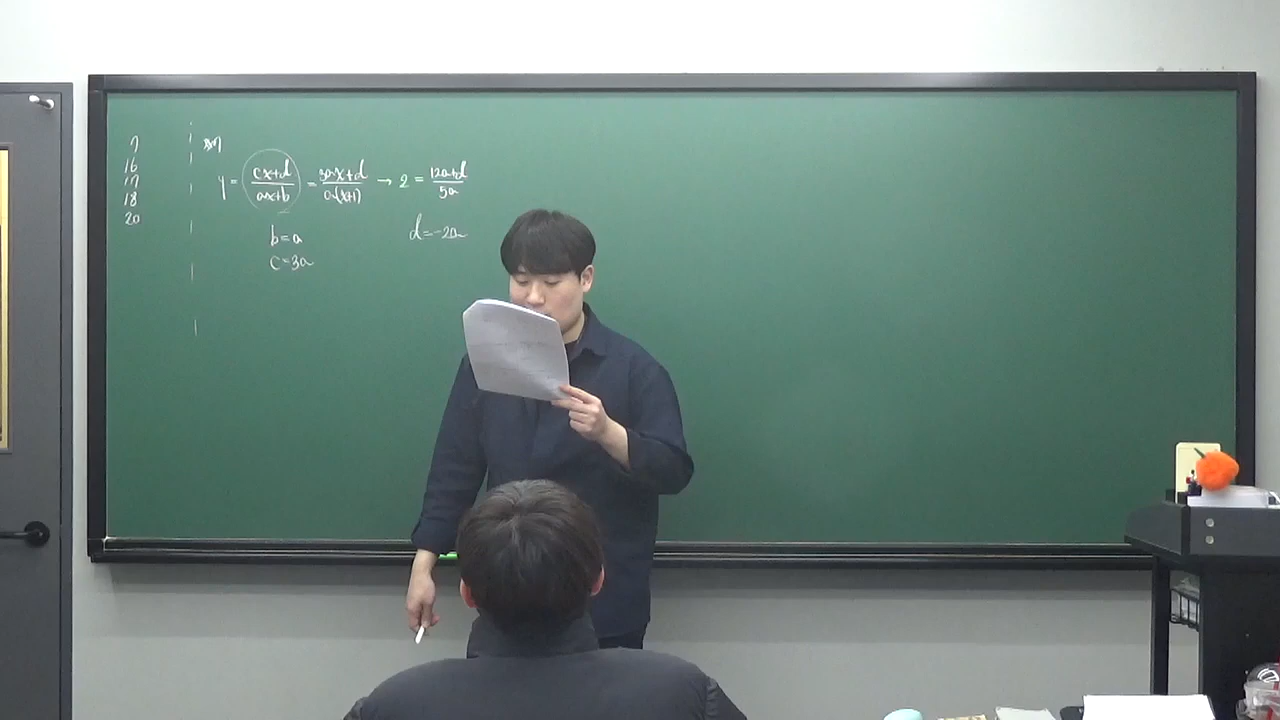 7
16
17
18
20
y = cx+d/ax+b = 3ax+d/a(x+1) → 2 = 12a+d/5a
b=a
c=3a
d=-2a